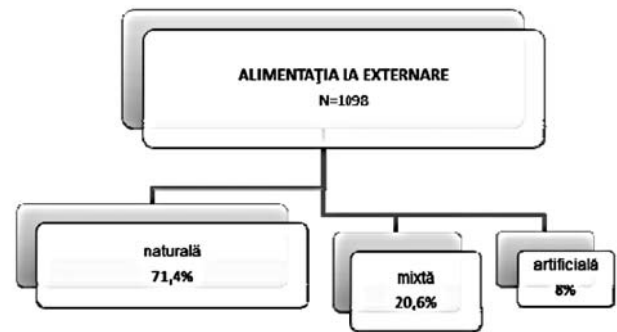 ALIMENTAŢIA LA EXTERNARE
N=1098
naturală
71,4%
mixtă
20,6%
artificială
8%